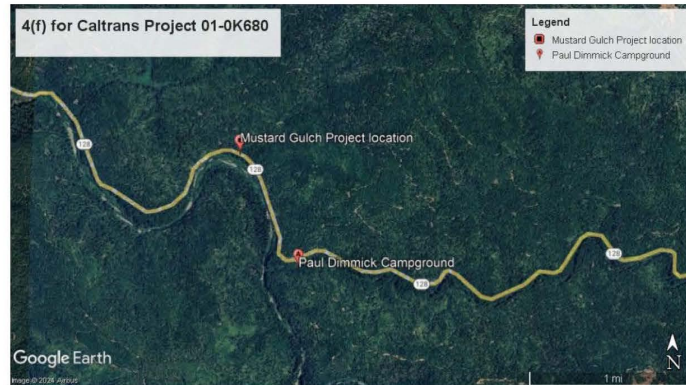 4(f) for Caltrans Project 01-0K680
Legend
Mustard Gulch Project location
Paul Dimmick Campground
128
Mustard Gulch Project location
128
Paul Dimmick Campground
128
128
Google Earth
Image © 2024 Airbus
1 mi
N